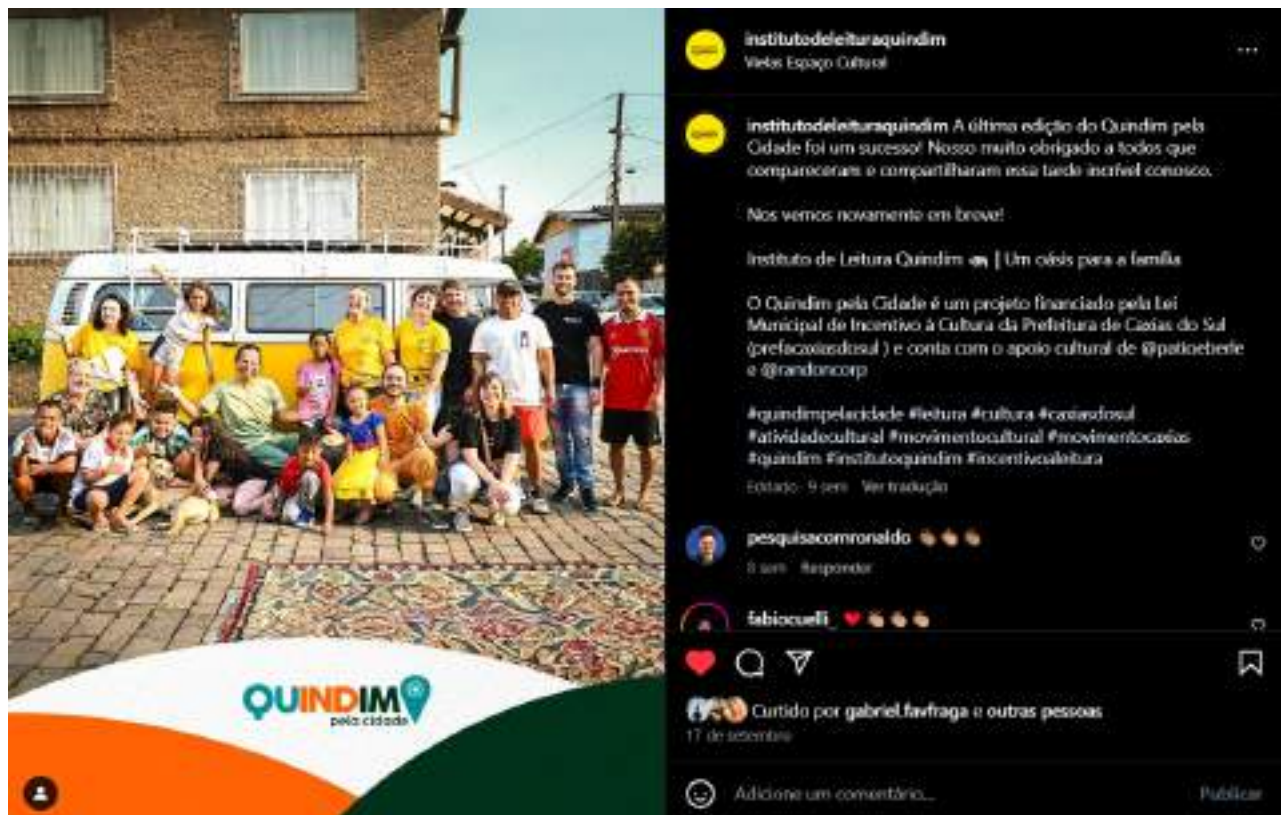 institutodeleituraquindim
Vielas Espaço Cultural
institutodeleituraquindim A última edição do Quindim pela
Cidade foi um sucesso! Nosso muito obrigado a todos que
compareceram e compartilharam essa tarde incrível conosco.
Nos vemos novamente em breve!
Instituto de Leitura Quindim 🦏 | Um oásis para a família
O Quindim pela Cidade é um projeto financiado pela Lei
Municipal de Incentivo à Cultura da Prefeitura de Caxias do Sul
(prefacaxiasdosul ) e conta com o apoio cultural de @patioeberle
e @randoncorp
#quindimpelacidade #leitura #cultura #caxiasdosul
#atividadecultural #movimentocultural #movimentocaxias
#quindim #institutoquindim #incentivoaleitura
Editado · 9 sem Ver tradução
pesquisacomronaldo 👏🏽👏🏽👏🏽
8 sem Responder
fabiocuelli_ ❤️👏🏽👏🏽👏🏽
QUINDIM
pela cidade
Curtido por gabriel.favfraga e outras pessoas
17 de setembro
Adicione um comentário...
Publicar